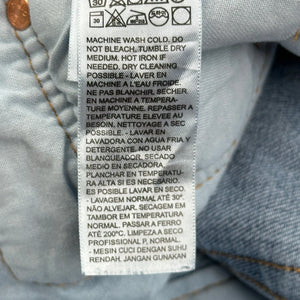 30
30
MACHINE WASH COLD. DO
NOT BLEACH, TUMBLE DRY
MEDIUM, HOT IRON IF
NEEDED. DRY CLEANING
POSSIBLE - LAVER EN
MACHINE A L'EAU FROIDE.
NE PAS BLANCHIR, SECHER
EN MACHINE A TEMPERA-
TURE MOYENNE. REPASSER A
TEMPERATURE ELEVEE AU
BESOIN. NETTOYAGE A SEC
POSSIBLE - LAVAR EN
LAVADORA CON AGUA FRIA Y
DETERGENTE. NO USAR
BLANQUEADOR, SECADO
MEDIO EN SECADORA.
PLANCHAR EN TEMPERATU-
RA ALTA SI ES NECESARIO.
ES POSIBLE LAVAR EN SECO.
- LAVAGEM NORMAL ATÉ 30°.
NÃO ALVEJAR. SECAGEM EM
TAMBOR EM TEMPERATURA
NORMAL. PASSAR A FERRO
ATÉ 200°C. LIMPEZA A SECO
PROFISSIONAL P, NORMAL.
- MESIN CUCI DENGAN SUHU
RENDAH. JANGAN GUNAKAN